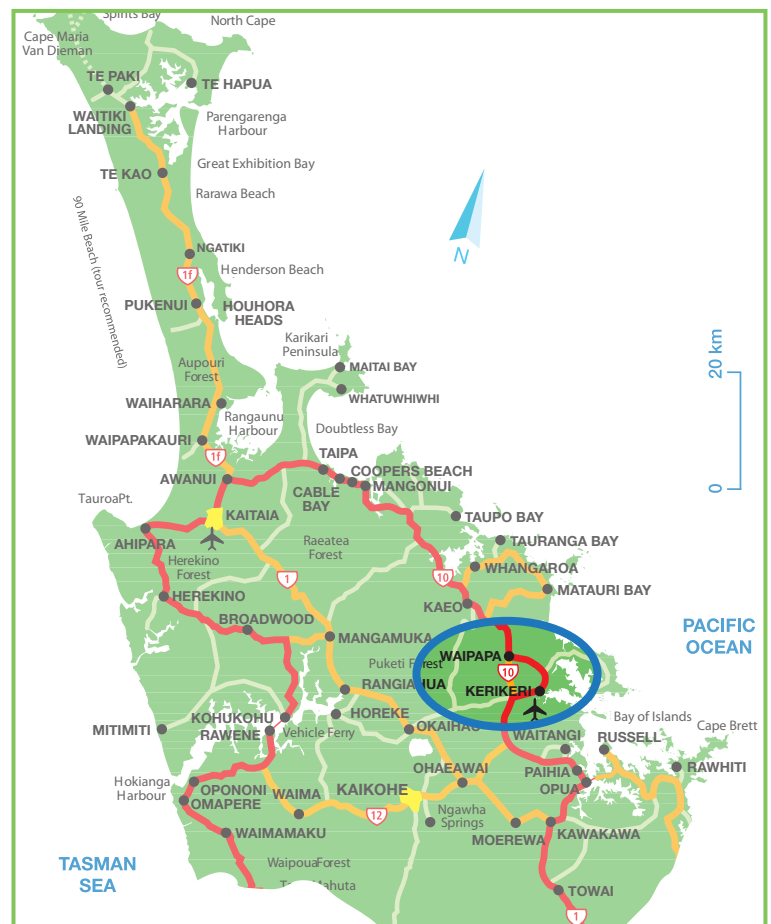 Spirits Bay
North Cape
Cape Maria
Van Dieman
TE PAKI
TE HAPUA
WAITIKI
LANDING
Parengarenga
Harbour
Great Exhibition Bay
TE KAO
Rarawa Beach
90 Mile Beach (tour recommended)
N
NGATIKI
1f
Henderson Beach
PUKENUI
HOUHORA
HEADS
Karikari
Peninsula
20 km
Aupouri
Forest
MAITAI BAY
WHATUWHIWHI
WAIHARARA
Rangaunu
Harbour
Doubtless Bay
WAIPAPAKAURI
1f
TAIPA
AWANUI
COOPERS BEACH
CABLE
BAY
MANGONUI
0
TauroaPt.
KAITAIA
TAUPO BAY
AHIPARA
Raeatea
Forest
TAURANGA BAY
Herekino
Forest
1
10
WHANGAROA
HEREKINO
MATAURI BAY
KAEO
BROADWOOD
MANGAMUKA
PACIFIC
OCEAN
WAIPAPA
Puketi Forest
10
RANGIAHUA
KERIKERI
KOHUKOHU
HOREKE
Bay of Islands
MITIMITI
RAWENE
Vehicle Ferry
OKAIHAU
WAITANGI
RUSSELL
Cape Brett
OHAEAWAI
PAIHIA
RAWHITI
Hokianga
Harbour
OPONONI
OMAPERE
WAIMA
KAIKOHE
OPUA
12
Ngawha
Springs
WAIMAMAKU
MOEREWA
KAWAKAWA
TASMAN
SEA
WaipouaForest
Mahuta
TOWAI
1